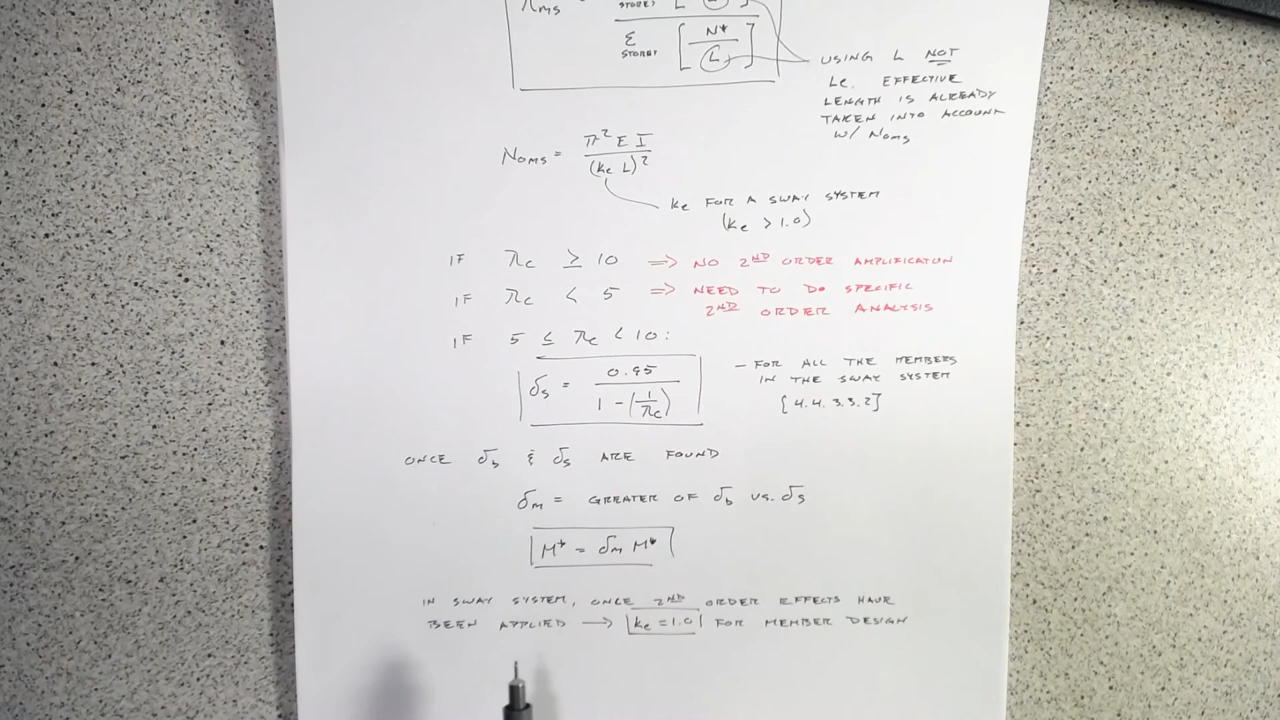 λms =
Σ STOREY [ N* / L ]
USING L NOT
Le. EFFECTIVE
LENGTH IS ALREADY
TAKEN INTO ACCOUNT
W/ Noms
Noms = π² E I / (ke L)²
ke FOR A SWAY SYSTEM
(ke > 1.0)
IF λc ≥ 10 ⇒ NO 2ND ORDER AMPLIFICATION
IF λc < 5 ⇒ NEED TO DO SPECIFIC
2ND ORDER ANALYSIS
IF 5 ≤ λc < 10:
δs = 0.95 / 1 - (1/λc)
— FOR ALL THE MEMBERS
IN THE SWAY SYSTEM
[4.4.3.3.2]
ONCE δb & δs ARE FOUND
δm = GREATER OF δb VS. δs
M* = δm M*
IN SWAY SYSTEM, ONCE 2ND ORDER EFFECTS HAVE
BEEN APPLIED → ke = 1.0 FOR MEMBER DESIGN